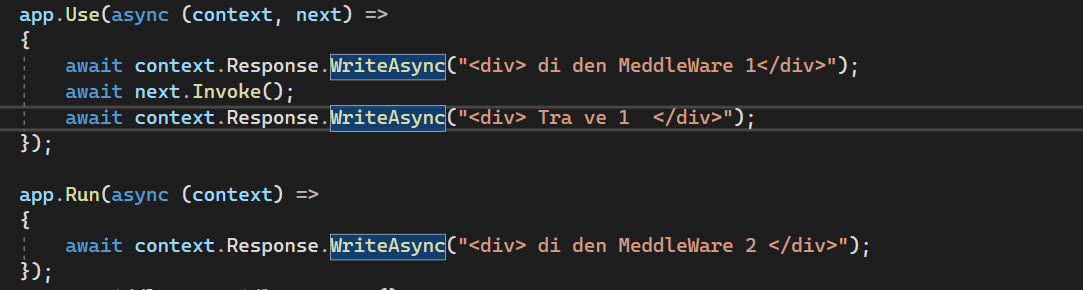 app.Use(async (context, next) =>
{
    await context.Response.WriteAsync("<div> di den MeddleWare 1</div>");
    await next.Invoke();
    await context.Response.WriteAsync("<div> Tra ve 1  </div>");
});

app.Run(async (context) =>
{
    await context.Response.WriteAsync("<div> di den MeddleWare 2 </div>");
});